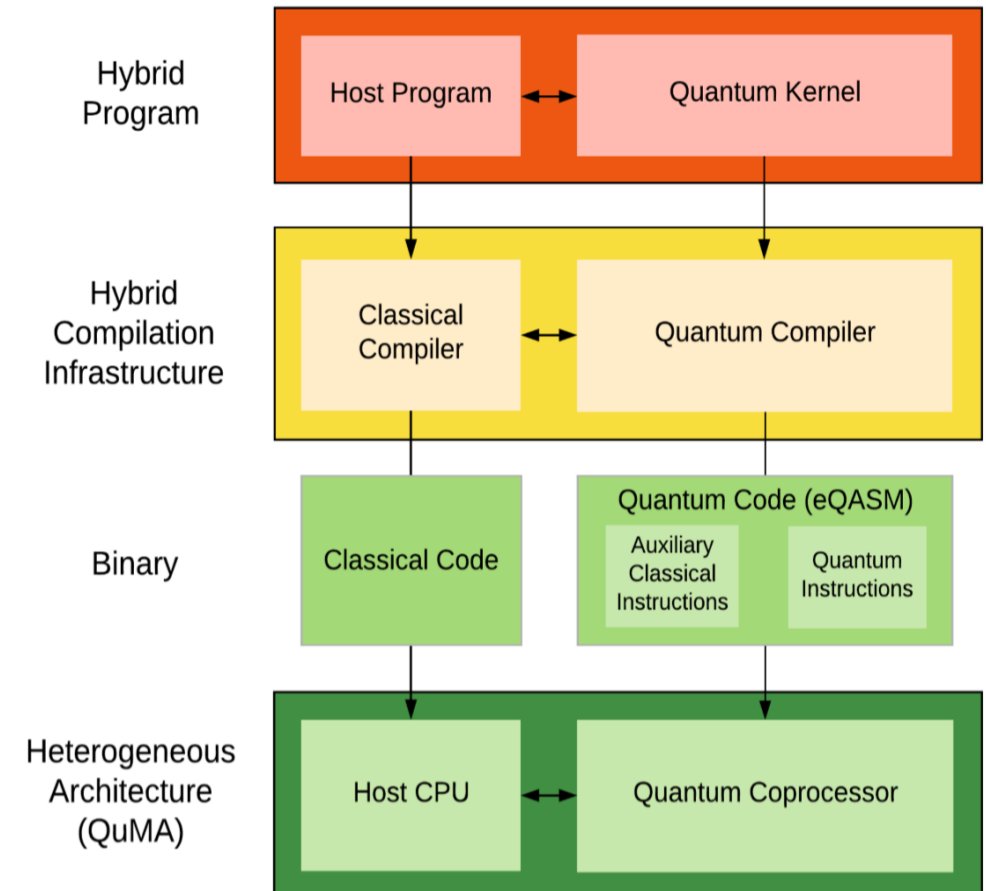 Hybrid
Program
Host Program
Quantum Kernel
Hybrid
Compilation
Infrastructure
Classical
Compiler
Quantum Compiler
Binary
Classical Code
Quantum Code (eQASM)
Auxiliary
Classical
Instructions
Quantum
Instructions
Heterogeneous
Architecture
(QuMA)
Host CPU
Quantum Coprocessor